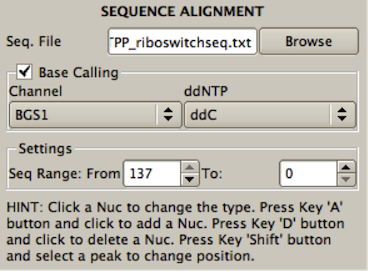 SEQUENCE ALIGNMENT
Seq. File TPP_riboswitchseq.txt Browse
Base Calling
Channel ddNTP
BGS1 ddC
Settings
Seq Range: From 137 To: 0
HINT: Click a Nuc to change the type. Press Key 'A'
button and click to add a Nuc. Press Key 'D' button
and click to delete a Nuc. Press Key 'Shift' button
and select a peak to change position.